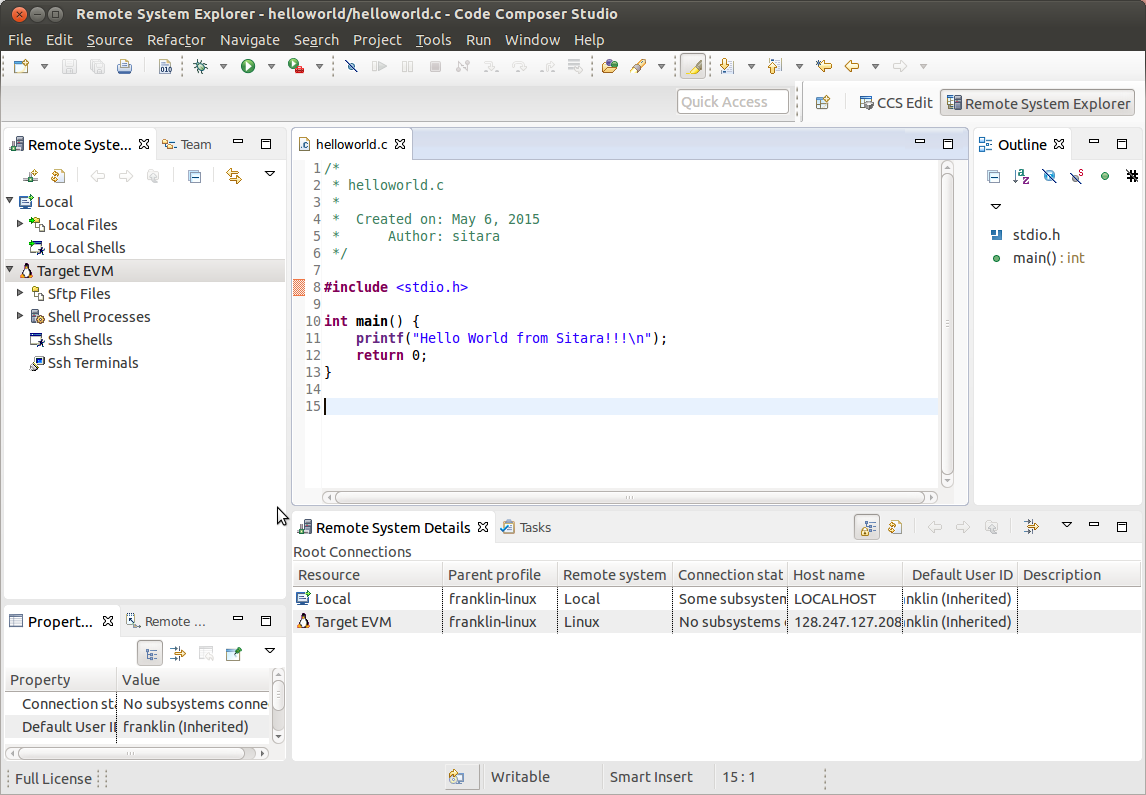 Remote System Explorer - helloworld/helloworld.c - Code Composer Studio
File Edit Source Refactor Navigate Search Project Tools Run Window Help
010
Quick Access
CCS Edit
Remote System Explorer
Remote Syste...
Team
Local
Local Files
Local Shells
Target EVM
Sftp Files
Shell Processes
Ssh Shells
Ssh Terminals
helloworld.c
1 /*
2  * helloworld.c
3  *
4  *  Created on: May 6, 2015
5  *      Author: sitara
6  */
7
8 #include <stdio.h>
9
10 int main() {
11     printf("Hello World from Sitara!!!\n");
12     return 0;
13 }
14
15
Outline
stdio.h
main() : int
Propert...
Remote ...
Property Value
Connection sta No subsystems conne
Default User ID franklin (Inherited)
Remote System Details
Tasks
Root Connections
Resource Parent profile Remote system Connection stat Host name Default User ID Description
Local franklin-linux Local Some subsysten LOCALHOST nklin (Inherited)
Target EVM franklin-linux Linux No subsystems 128.247.127.208 nklin (Inherited)
Full License
Writable
Smart Insert
15 : 1